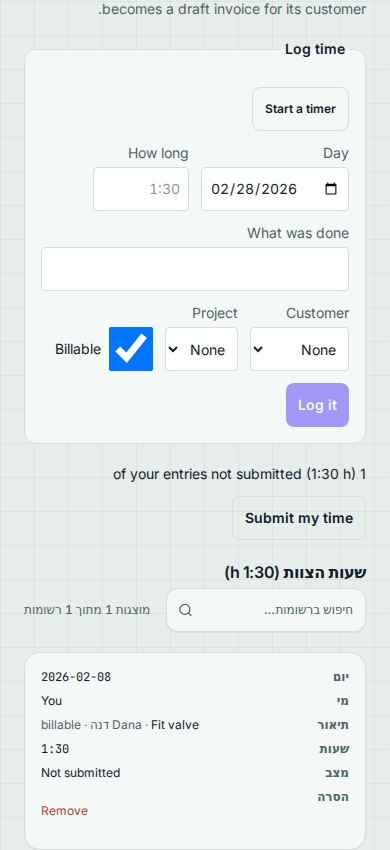 becomes a draft invoice for its customer.
Log time
Start a timer
Day
How long
02/28/2026
1:30
What was done
Customer
Project
None
None
Billable
Log it
1 of your entries not submitted (1:30 h)
Submit my time
שעות הצוות (1:30 h)
חיפוש ברשומות...
מוצגות 1 מתוך 1 רשומות
יום
2026-02-08
מי
You
תיאור
billable · דנה Dana · Fit valve
שעות
1:30
מצב
Not submitted
הסרה
Remove